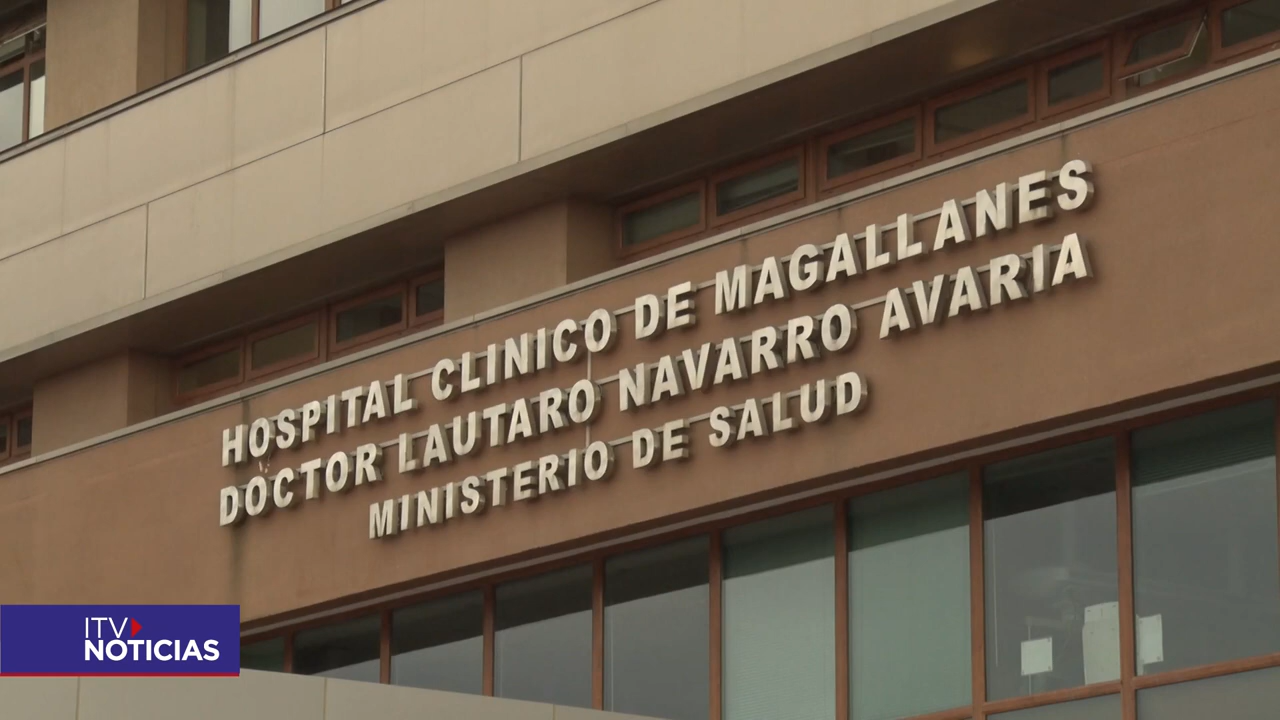 HOSPITAL CLINICO DE MAGALLANES
DOCTOR LAUTARO NAVARRO AVARIA
MINISTERIO DE SALUD
ITV
NOTICIAS